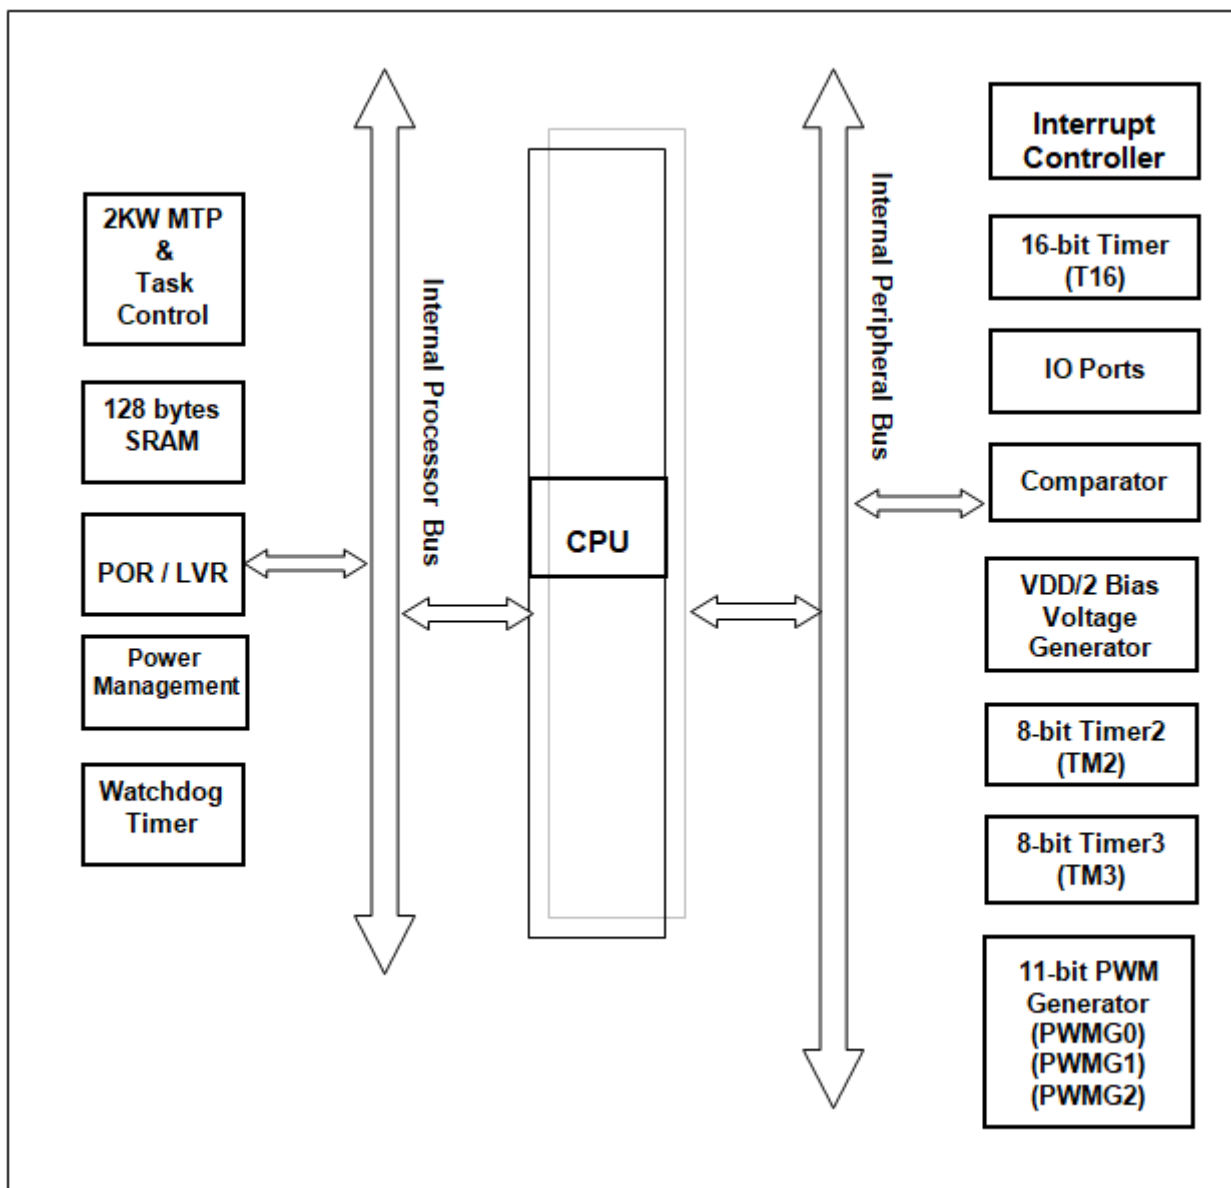 2KW MTP
&
Task
Control
128 bytes
SRAM
POR / LVR
Power
Management
Watchdog
Timer
Internal Processor Bus
CPU
Internal Peripheral Bus
Interrupt
Controller
16-bit Timer
(T16)
IO Ports
Comparator
VDD/2 Bias
Voltage
Generator
8-bit Timer2
(TM2)
8-bit Timer3
(TM3)
11-bit PWM
Generator
(PWMG0)
(PWMG1)
(PWMG2)